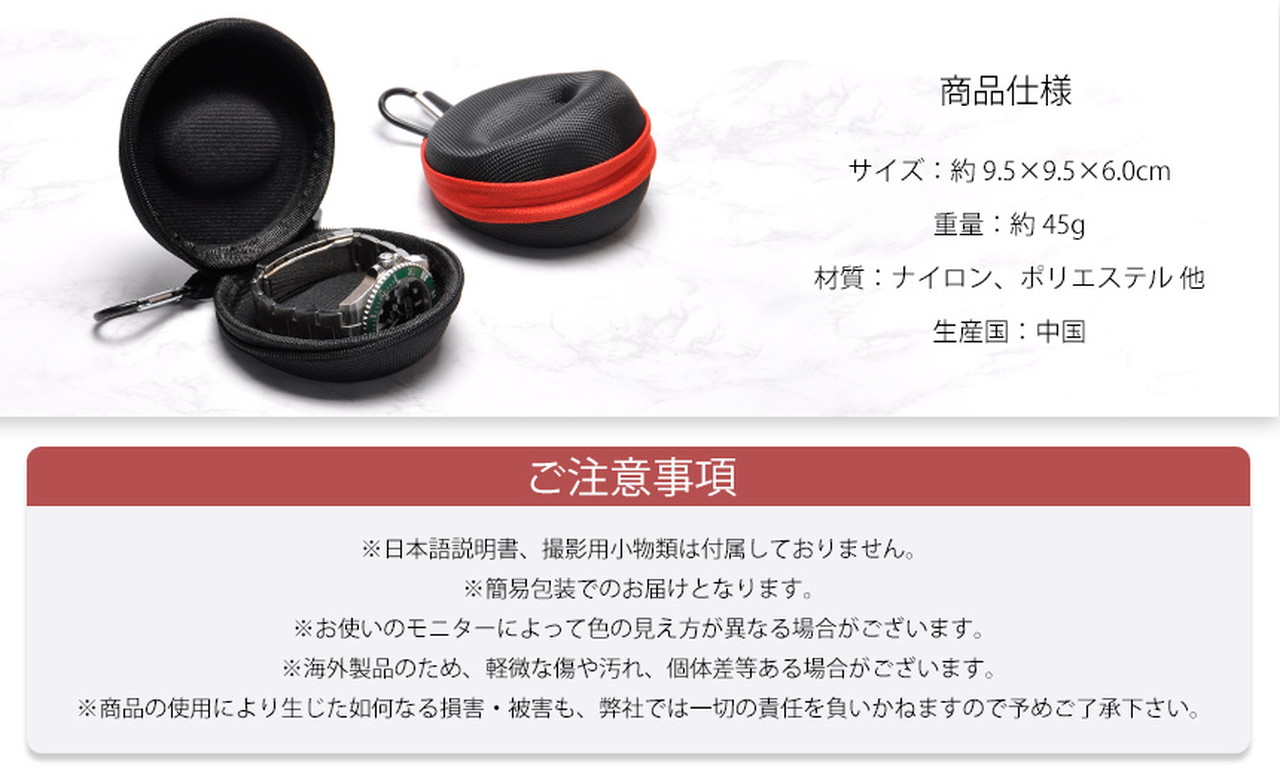 商品仕様
サイズ：約 9.5×9.5×6.0cm
重量：約 45g
材質：ナイロン、ポリエステル 他
生産国：中国
ご注意事項
※日本語説明書、撮影用小物類は付属しておりません。
※簡易包装でのお届けとなります。
※お使いのモニターによって色の見え方が異なる場合がございます。
※海外製品のため、軽微な傷や汚れ、個体差等ある場合がございます。
※商品の使用により生じた如何なる損害・被害も、弊社では一切の責任を負いかねますので予めご了承下さい。